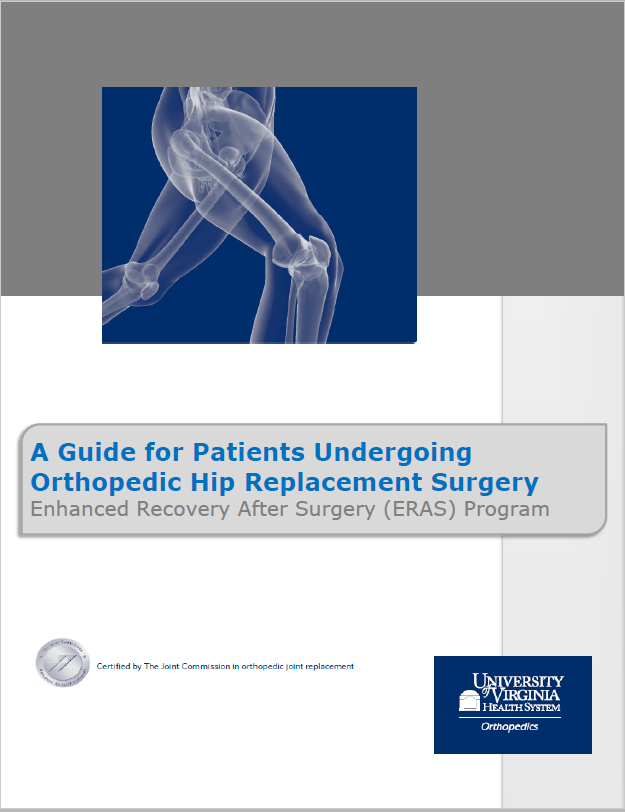 A Guide for Patients Undergoing
Orthopedic Hip Replacement Surgery
Enhanced Recovery After Surgery (ERAS) Program
Certified by The Joint Commission in orthopedic joint replacement
UNIVERSITY
of VIRGINIA
HEALTH SYSTEM
Orthopedics